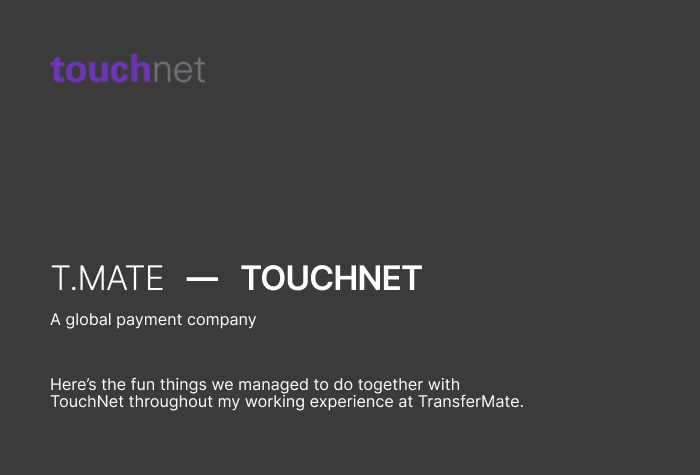 touchnet
T.MATE — TOUCHNET
A global payment company
Here’s the fun things we managed to do together with
TouchNet throughout my working experience at TransferMate.